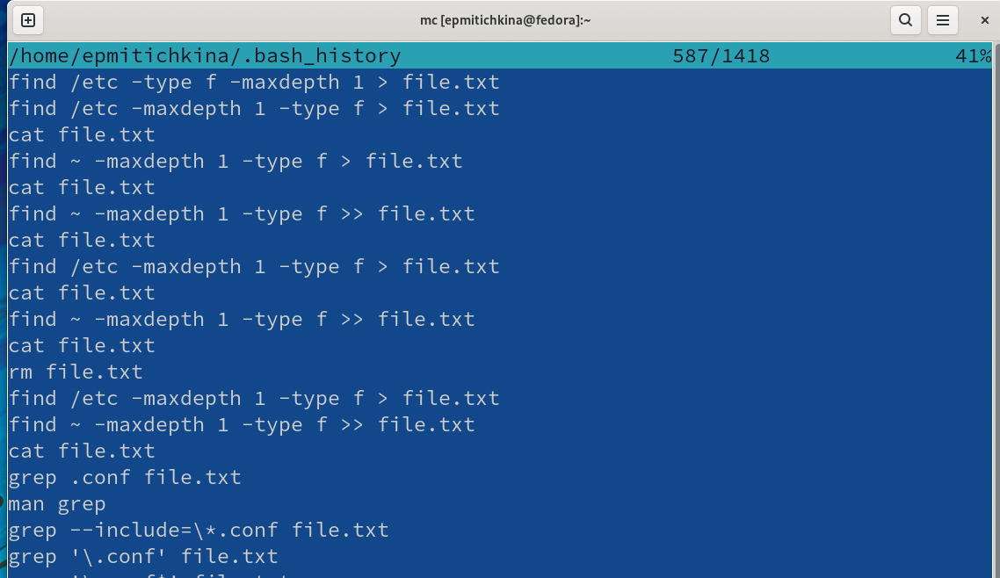 mc [epmitichkina@fedora]:~
/home/epmitichkina/.bash_history 587/1418 41%
find /etc -type f -maxdepth 1 > file.txt
find /etc -maxdepth 1 -type f > file.txt
cat file.txt
find ~ -maxdepth 1 -type f > file.txt
cat file.txt
find ~ -maxdepth 1 -type f >> file.txt
cat file.txt
find /etc -maxdepth 1 -type f > file.txt
cat file.txt
find ~ -maxdepth 1 -type f >> file.txt
cat file.txt
rm file.txt
find /etc -maxdepth 1 -type f > file.txt
find ~ -maxdepth 1 -type f >> file.txt
cat file.txt
grep .conf file.txt
man grep
grep --include=\*.conf file.txt
grep '\.conf' file.txt